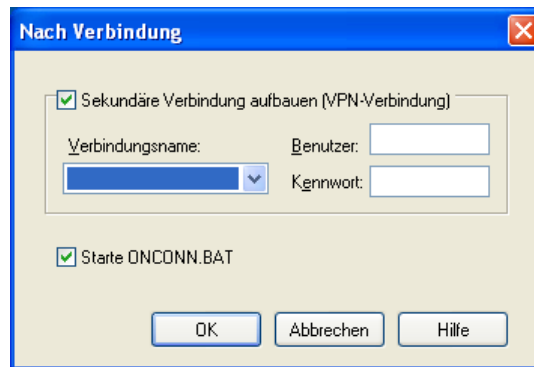 Nach Verbindung
Sekundäre Verbindung aufbauen (VPN-Verbindung)
Verbindungsname:
Benutzer:
Kennwort:
Starte ONCONN.BAT
OK Abbrechen Hilfe